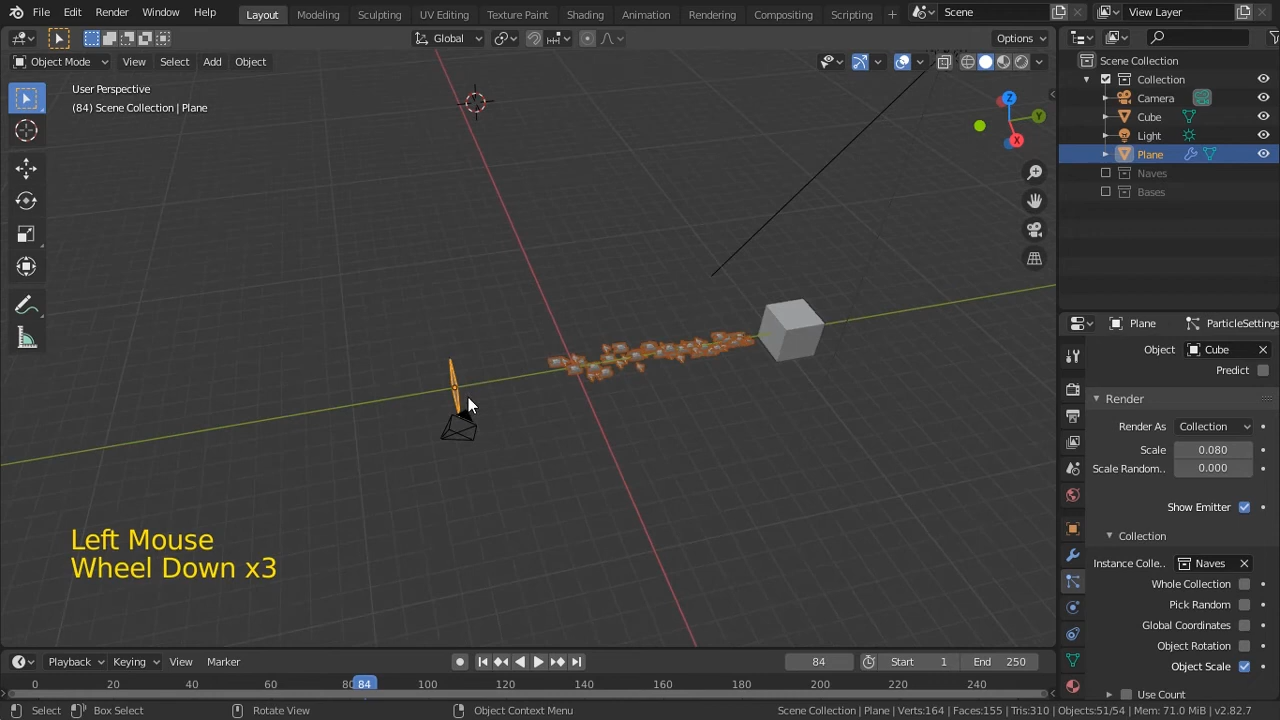 File Edit Render Window Help Layout Modeling Sculpting UV Editing Texture Paint Shading Animation Rendering Compositing Scripting + Scene View Layer
Global Options
Object Mode View Select Add Object
User Perspective
(84) Scene Collection | Plane
Z
Y
X
Scene Collection
Collection
Camera
Cube
Light
Plane
Naves
Bases
Plane ParticleSettings
Object Cube
Predict
Render
Render As Collection
Scale 0.080
Scale Random.. 0.000
Show Emitter
Collection
Instance Colle.. Naves
Whole Collection
Pick Random
Global Coordinates
Object Rotation
Object Scale
Use Count
Left Mouse
Wheel Down x3
Playback Keying View Marker 84 Start 1 End 250
0 20 40 60 80 84 100 120 140 160 180 200 220 240
Select Box Select Rotate View Object Context Menu Scene Collection | Plane | Verts:164 | Faces:155 | Tris:310 | Objects:51/54 | Mem: 71.0 MiB | v2.82.7